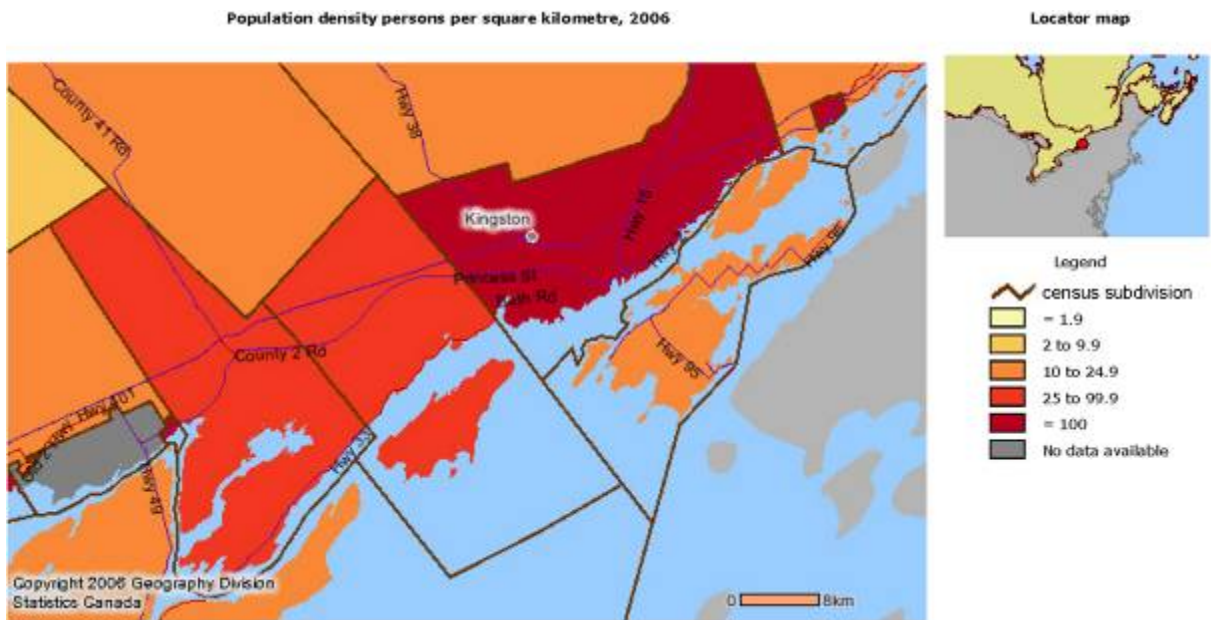 Population density persons per square kilometre, 2006
Locator map
County 41 Rd
Hwy 38
Kingston
Hwy 15
Princess St
Bath Rd
Hwy
Hwy 96
County 2 Rd
Hwy 95
Hwy 401
Hwy 33
Hwy 49
Legend
census subdivision
= 1.9
2 to 9.9
10 to 24.9
25 to 99.9
= 100
No data available
Copyright 2006 Geography Division
Statistics Canada
0 8km